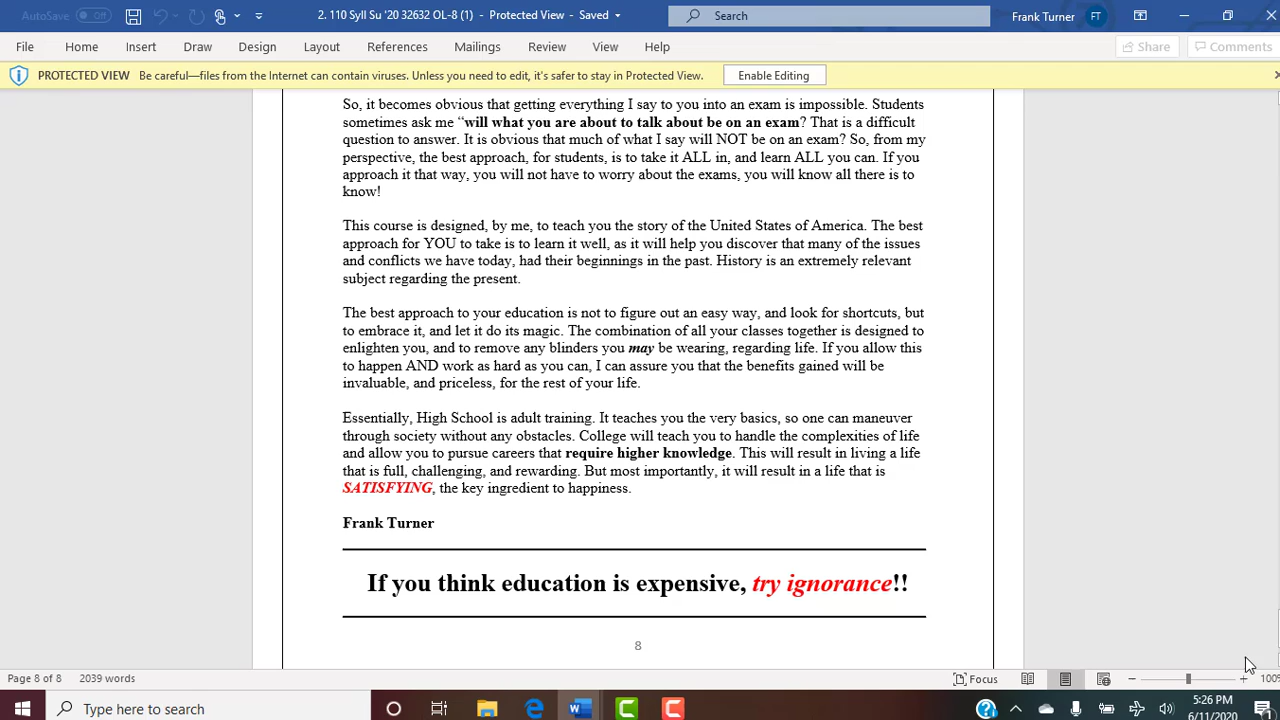 AutoSave Off 2. 110 Syll Su '20 32632 OL-8 (1) - Protected View - Saved Search Frank Turner FT
File Home Insert Draw Design Layout References Mailings Review View Help Share Comments
PROTECTED VIEW Be careful—files from the Internet can contain viruses. Unless you need to edit, it's safer to stay in Protected View. Enable Editing
So, it becomes obvious that getting everything I say to you into an exam is impossible. Students
sometimes ask me “will what you are about to talk about be on an exam? That is a difficult
question to answer. It is obvious that much of what I say will NOT be on an exam? So, from my
perspective, the best approach, for students, is to take it ALL in, and learn ALL you can. If you
approach it that way, you will not have to worry about the exams, you will know all there is to
know!
This course is designed, by me, to teach you the story of the United States of America. The best
approach for YOU to take is to learn it well, as it will help you discover that many of the issues
and conflicts we have today, had their beginnings in the past. History is an extremely relevant
subject regarding the present.
The best approach to your education is not to figure out an easy way, and look for shortcuts, but
to embrace it, and let it do its magic. The combination of all your classes together is designed to
enlighten you, and to remove any blinders you may be wearing, regarding life. If you allow this
to happen AND work as hard as you can, I can assure you that the benefits gained will be
invaluable, and priceless, for the rest of your life.
Essentially, High School is adult training. It teaches you the very basics, so one can maneuver
through society without any obstacles. College will teach you to handle the complexities of life
and allow you to pursue careers that require higher knowledge. This will result in living a life
that is full, challenging, and rewarding. But most importantly, it will result in a life that is
SATISFYING, the key ingredient to happiness.
Frank Turner
If you think education is expensive, try ignorance!!
8
Page 8 of 8 2039 words Focus 100%
Type here to search
5:26 PM
6/11/2020